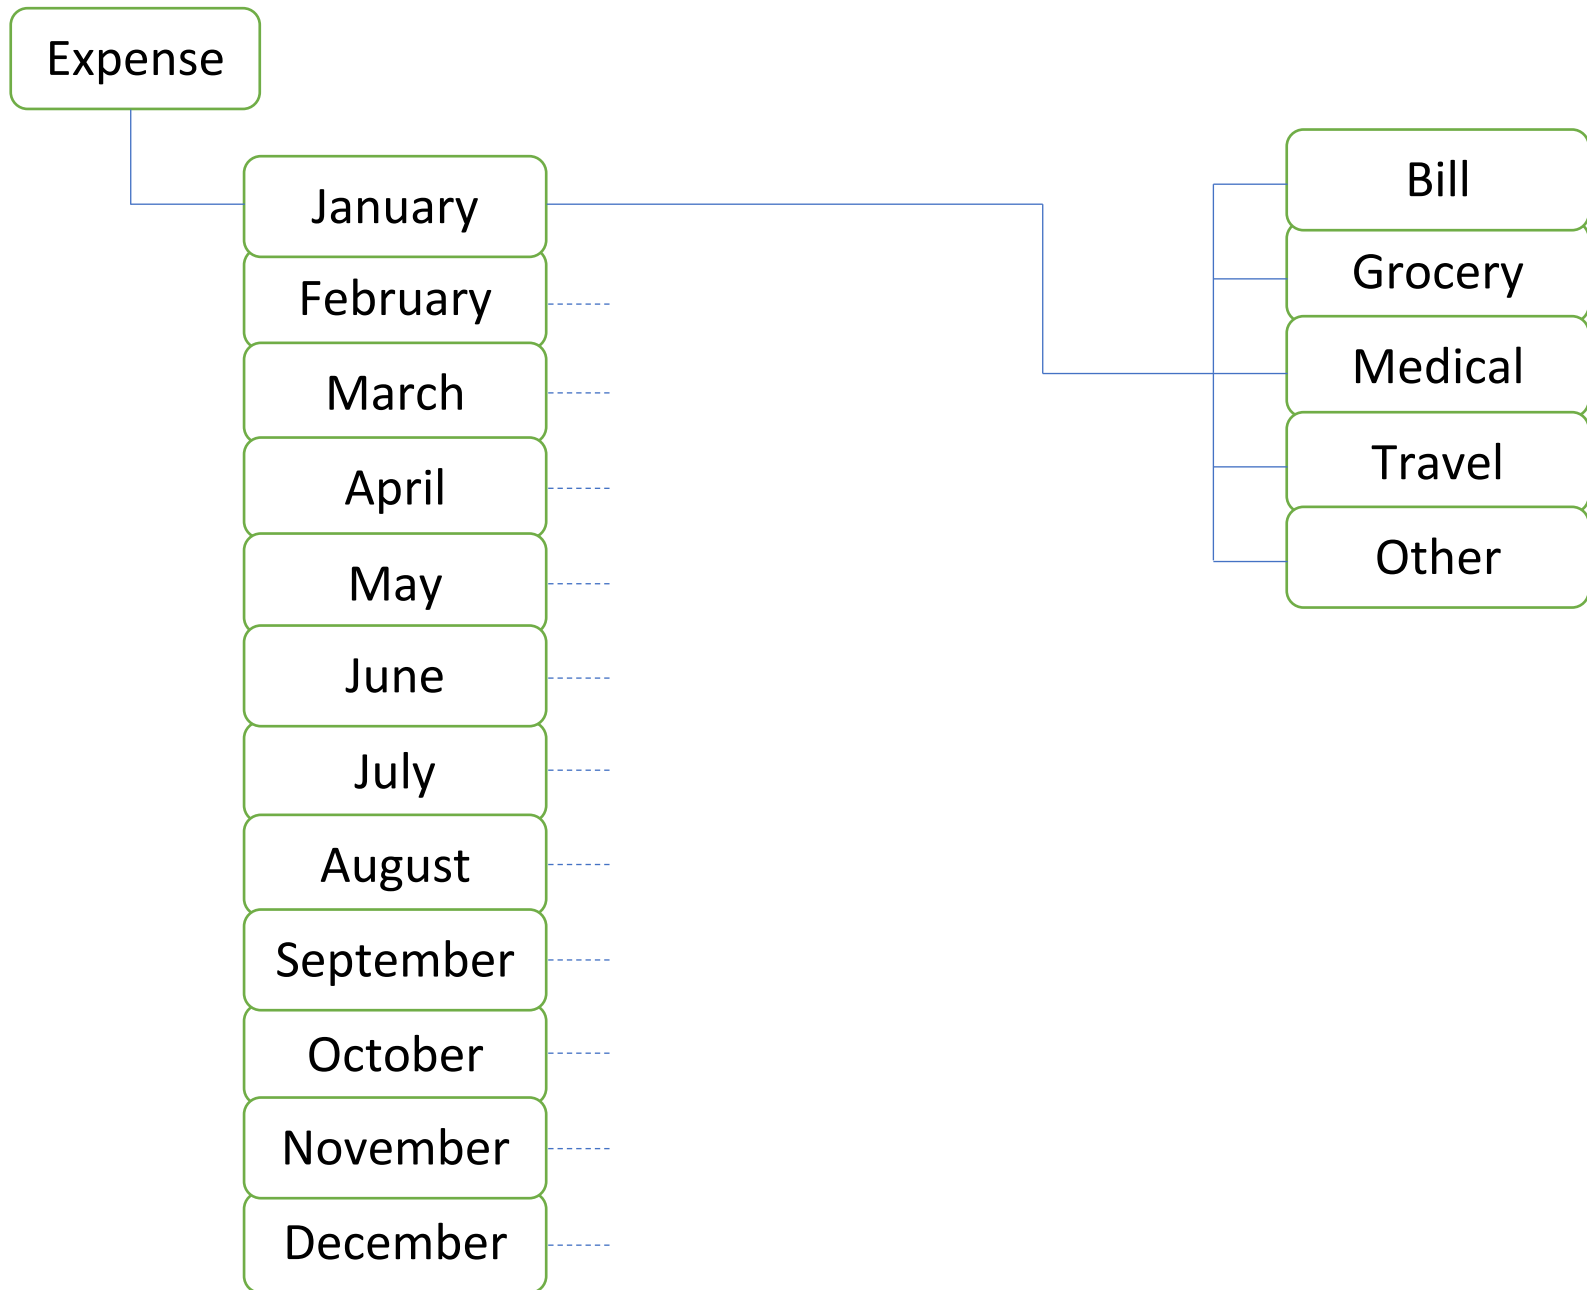 Expense
January
February
March
April
May
June
July
August
September
October
November
December
Bill
Grocery
Medical
Travel
Other